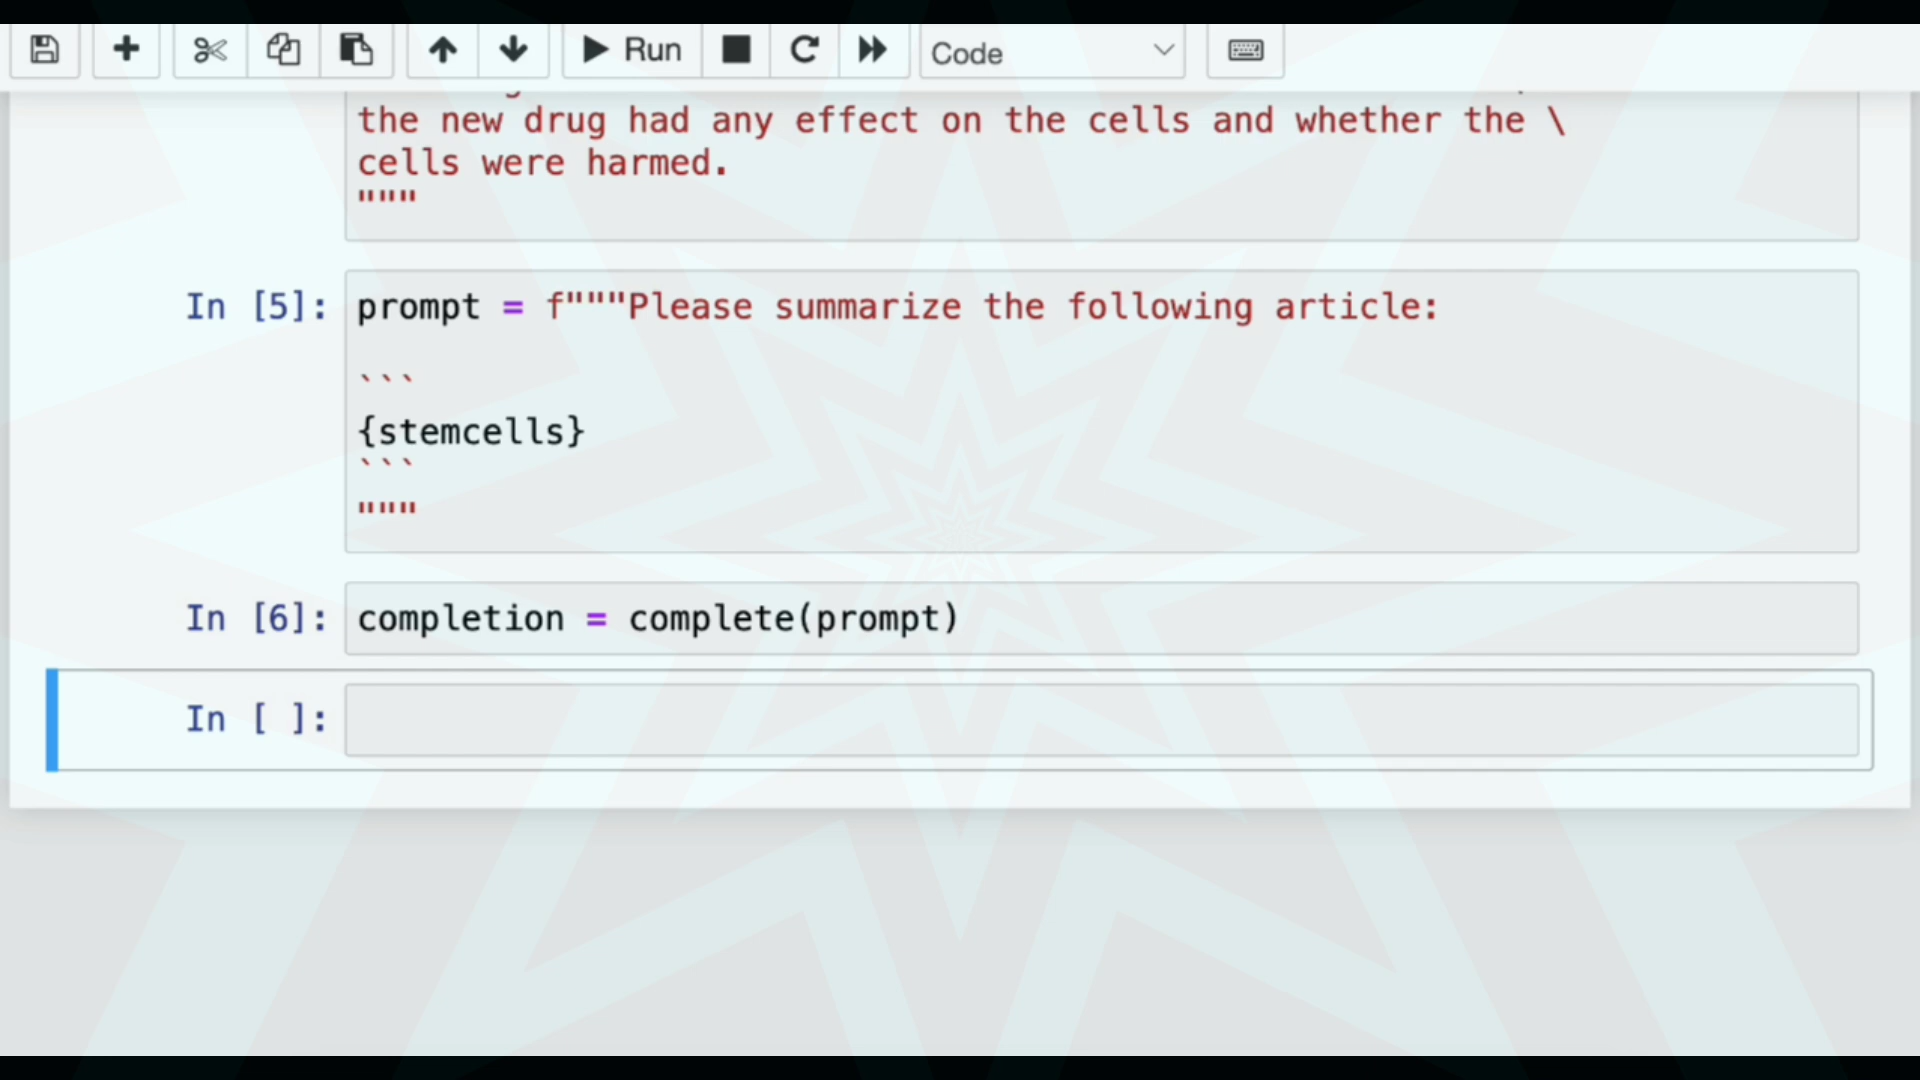 Run
Code
the new drug had any effect on the cells and whether the \
cells were harmed.
"""
In [5]: prompt = f"""Please summarize the following article:
```
{stemcells}
```
"""
In [6]: completion = complete(prompt)
In [ ]: